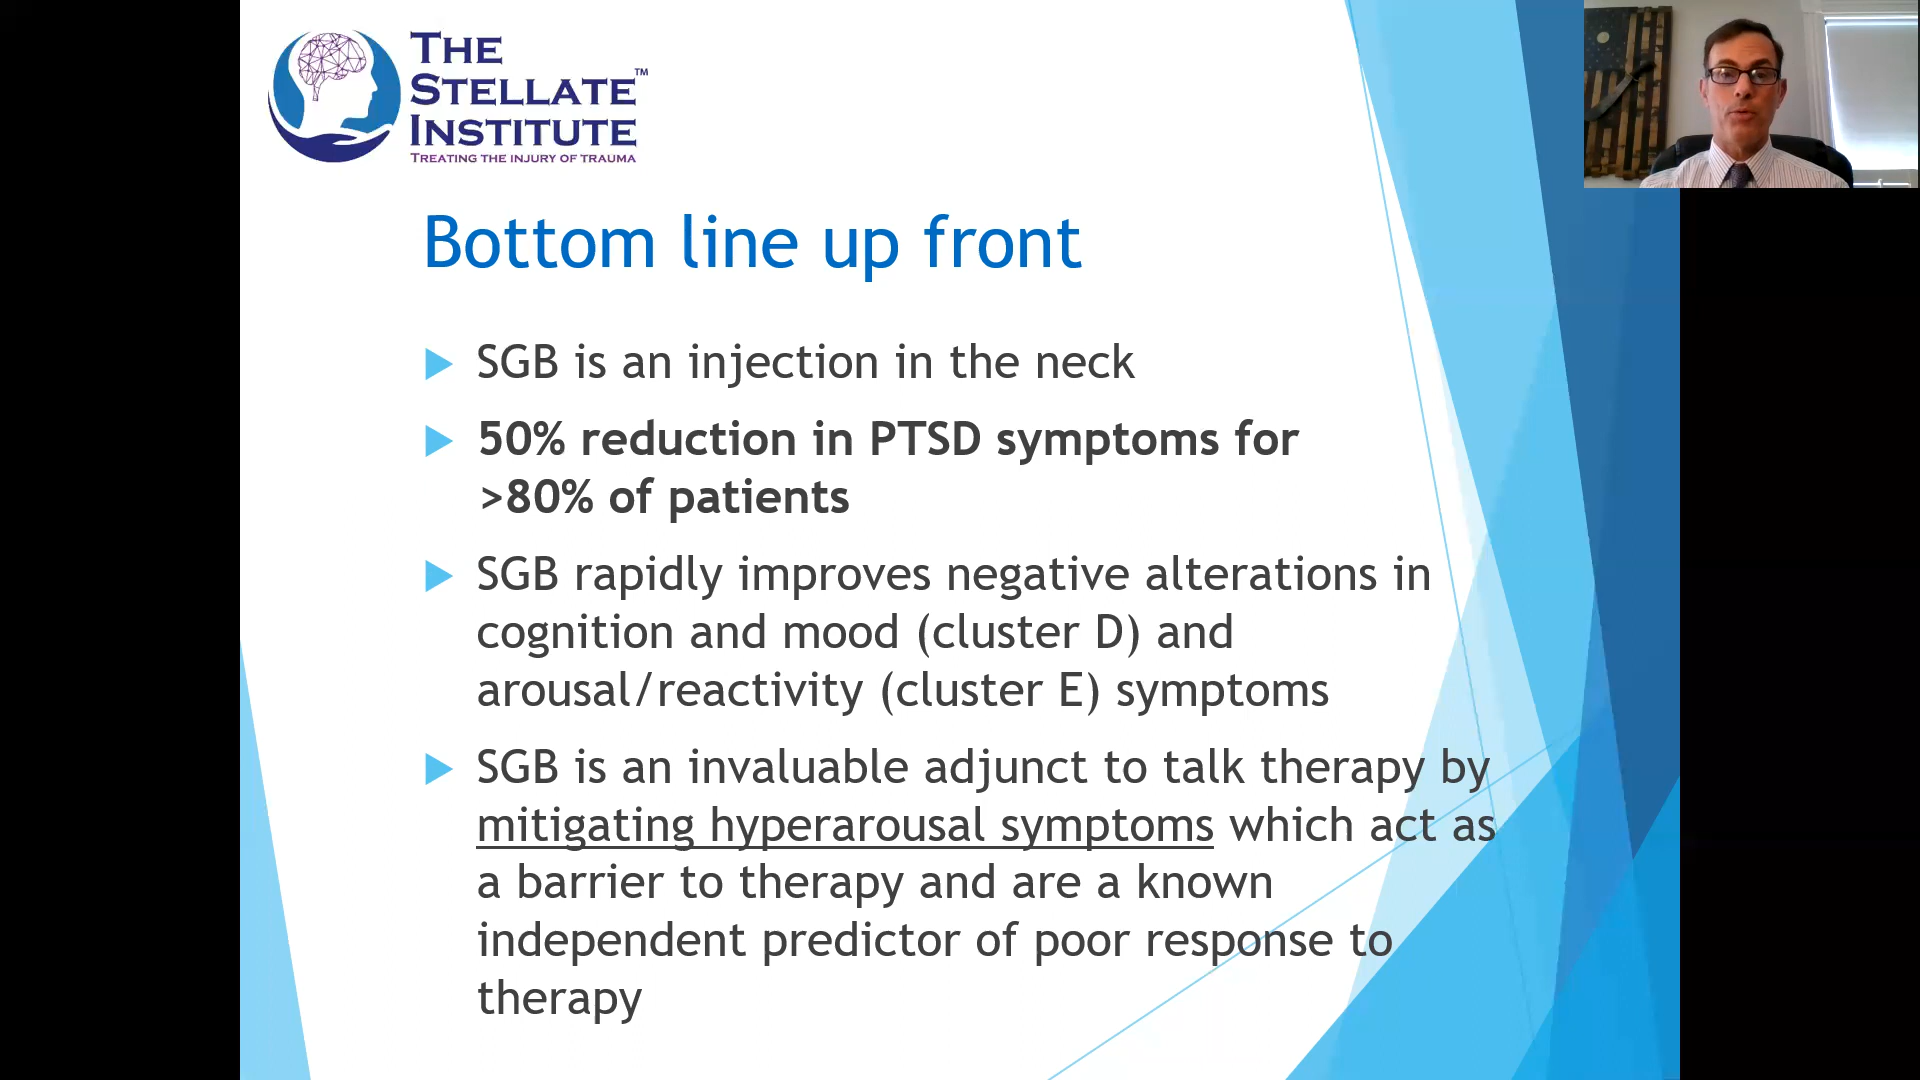 THE
STELLATE™
INSTITUTE
TREATING THE INJURY OF TRAUMA
Bottom line up front
SGB is an injection in the neck
50% reduction in PTSD symptoms for
>80% of patients
SGB rapidly improves negative alterations in
cognition and mood (cluster D) and
arousal/reactivity (cluster E) symptoms
SGB is an invaluable adjunct to talk therapy by
mitigating hyperarousal symptoms which act as
a barrier to therapy and are a known
independent predictor of poor response to
therapy